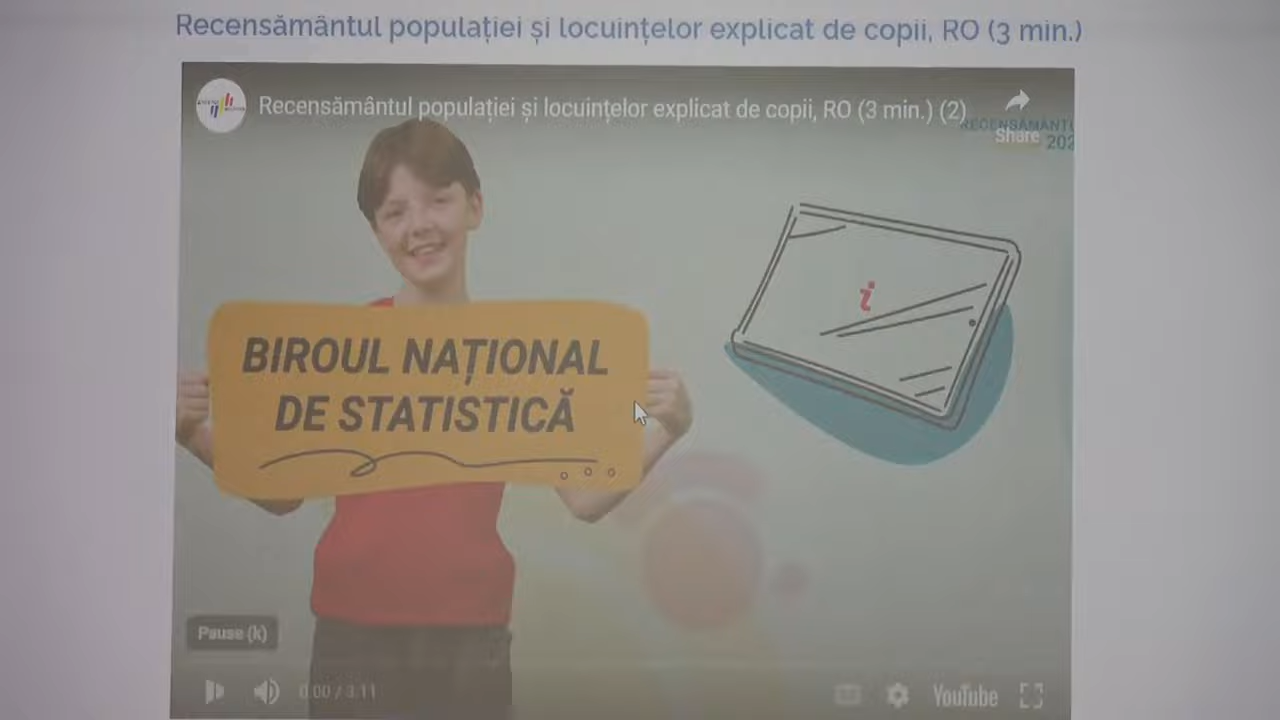 Recensământul populației și locuințelor explicat de copii, RO (3 min.)
Recensământul populației și locuințelor explicat de copii, RO (3 min.) (2)
Share
202
BIROUL NAȚIONAL
DE STATISTICĂ
i
Pause (k)
0:00 / 3:11
YouTube